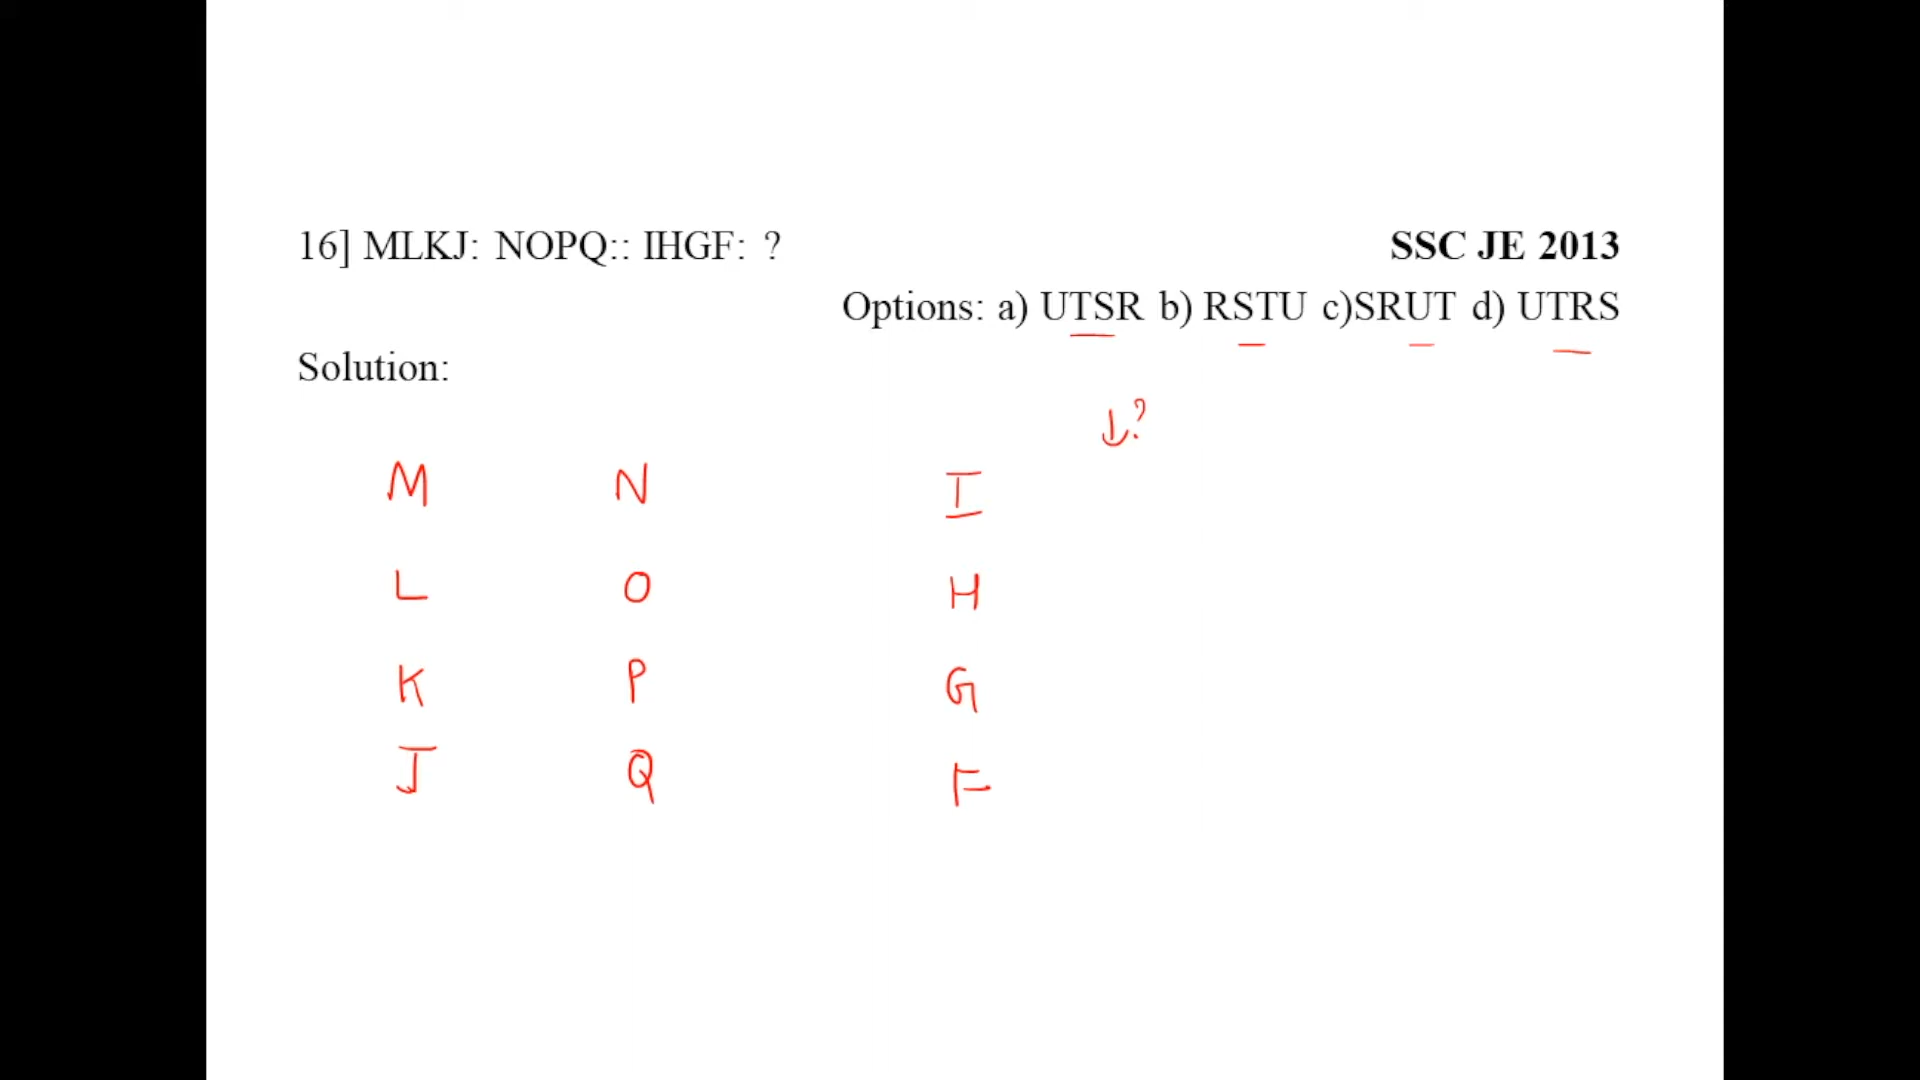 16] MLKJ: NOPQ:: IHGF: ? SSC JE 2013
Options: a) UTSR b) RSTU c)SRUT d) UTRS
Solution:
↓?
M N I
L O H
K P G
J Q F